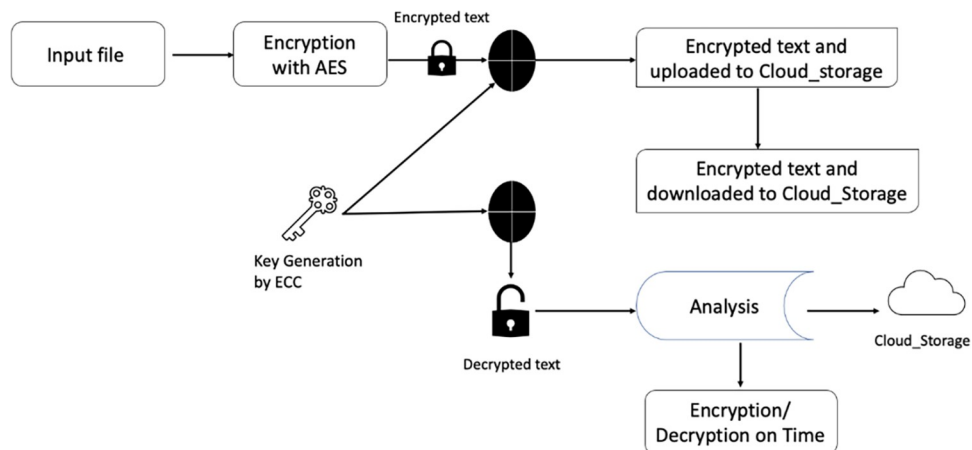 Encrypted text
Input file
Encryption
with AES
Encrypted text and
uploaded to Cloud_storage
Encrypted text and
downloaded to Cloud_Storage
Key Generation
by ECC
Decrypted text
Analysis
Cloud_Storage
Encryption/
Decryption on Time